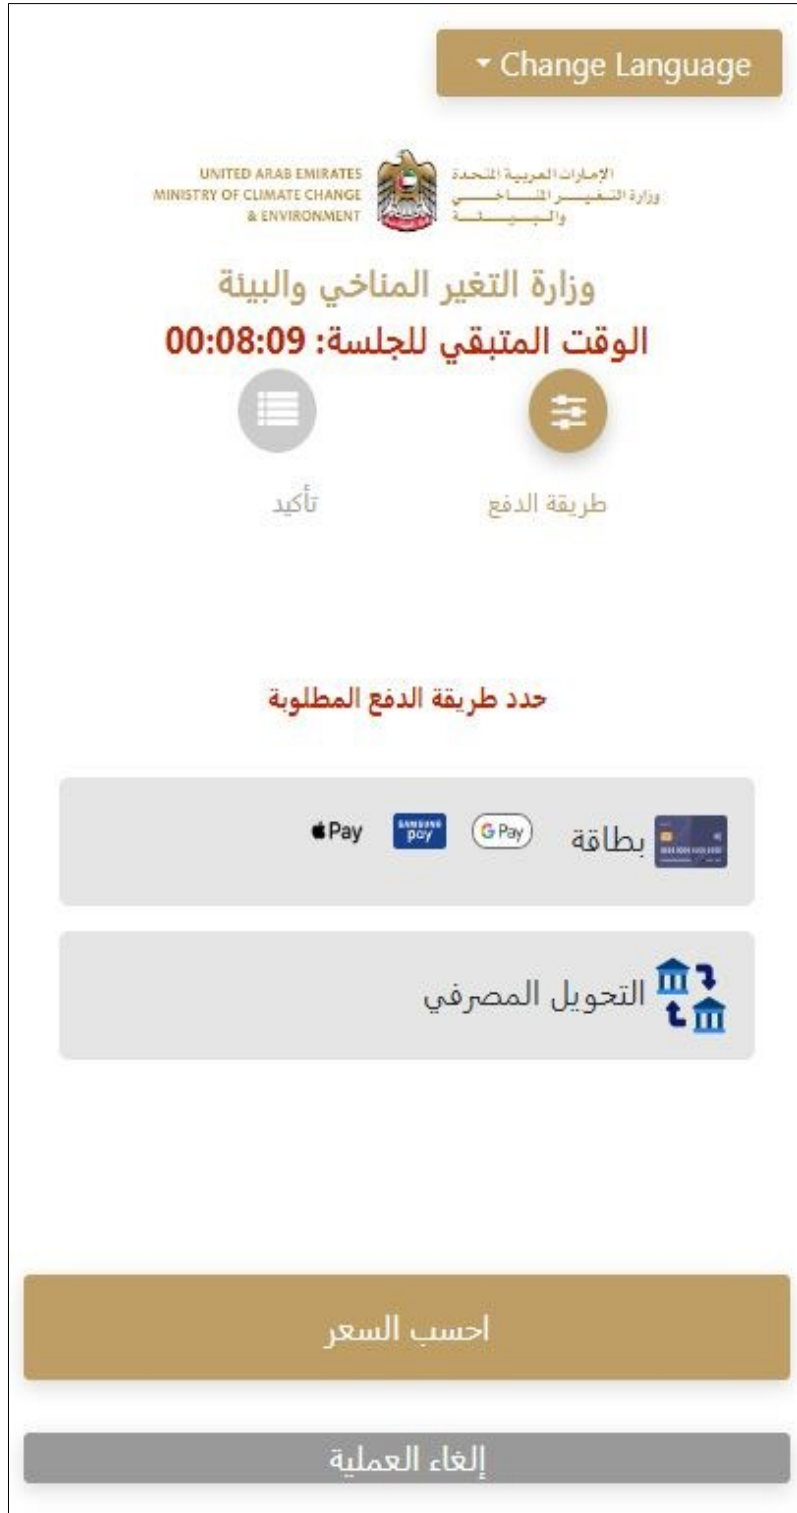 Change Language
UNITED ARAB EMIRATES
MINISTRY OF CLIMATE CHANGE
& ENVIRONMENT
الإمارات العربية المتحدة
وزارة التغير المناخي
والبيئة
وزارة التغير المناخي والبيئة
الوقت المتبقي للجلسة: 00:08:09
طريقة الدفع
تأكيد
حدد طريقة الدفع المطلوبة
بطاقة G Pay SAMSUNG pay Pay
التحويل المصرفي
احسب السعر
إلغاء العملية